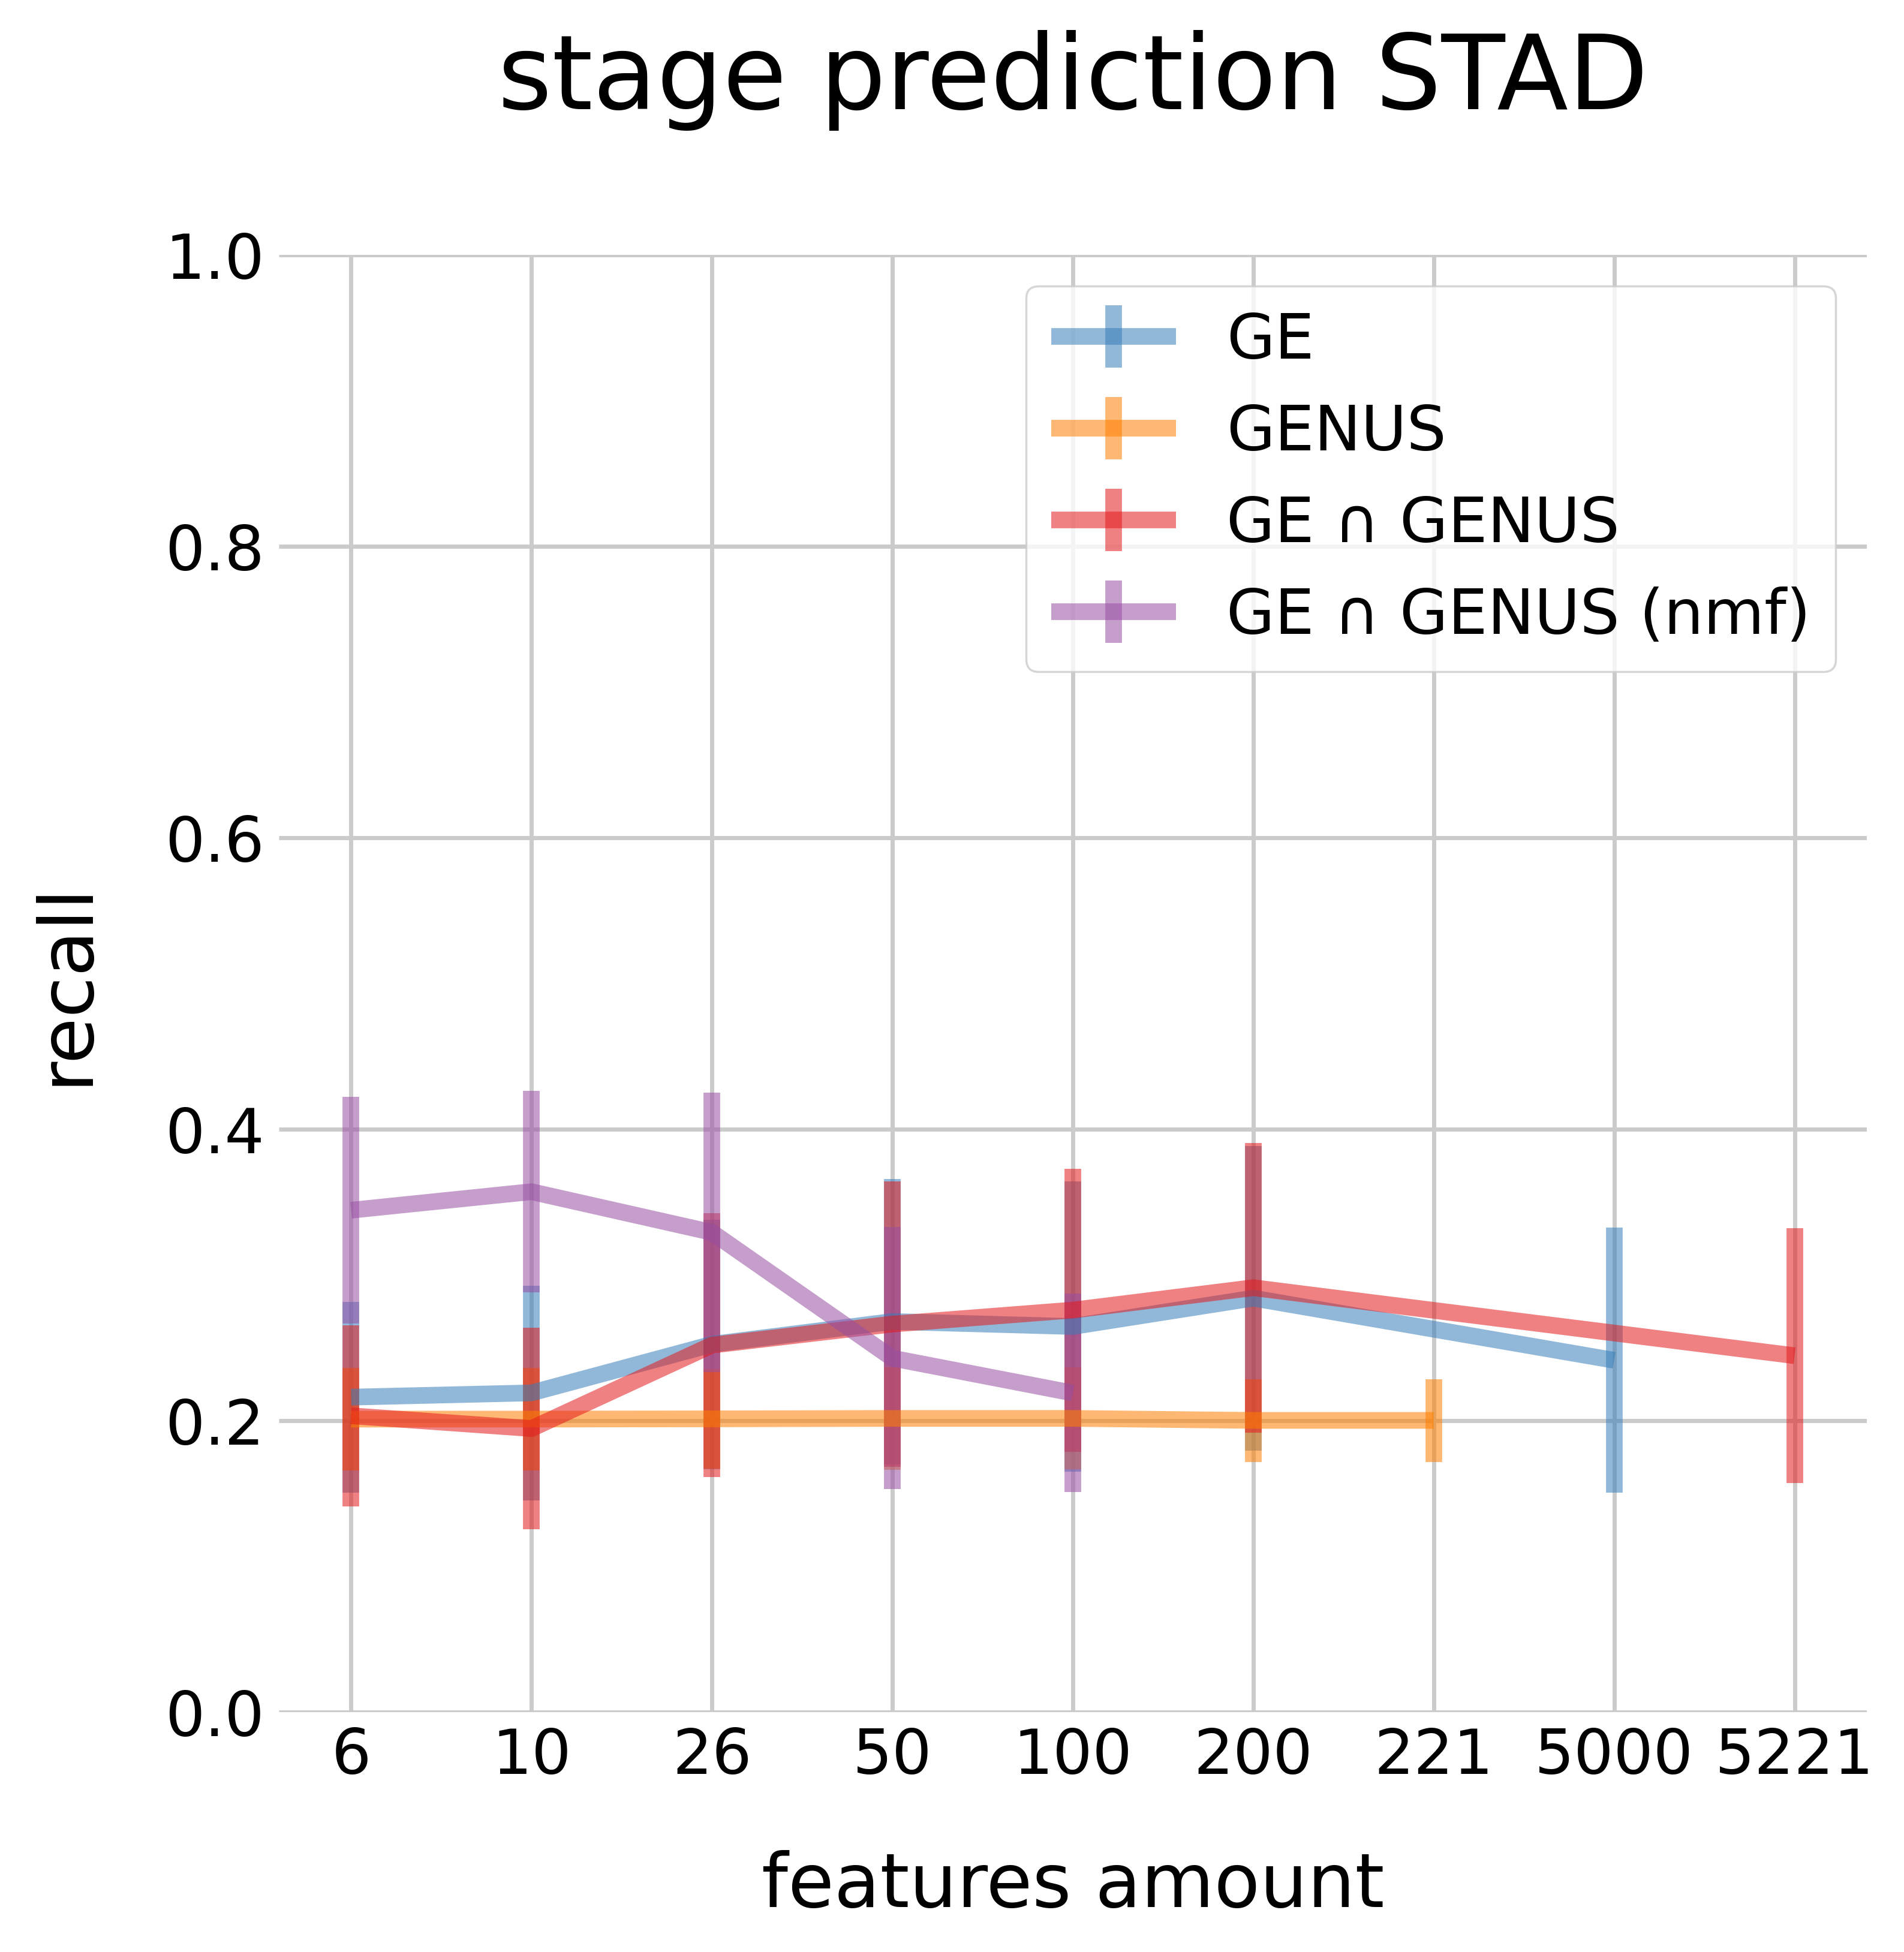 stage prediction STAD
1.0
0.8
0.6
0.4
0.2
0.0
recall
GE
GENUS
GE ∩ GENUS
GE ∩ GENUS (nmf)
6 10 26 50 100 200 221 5000 5221
features amount